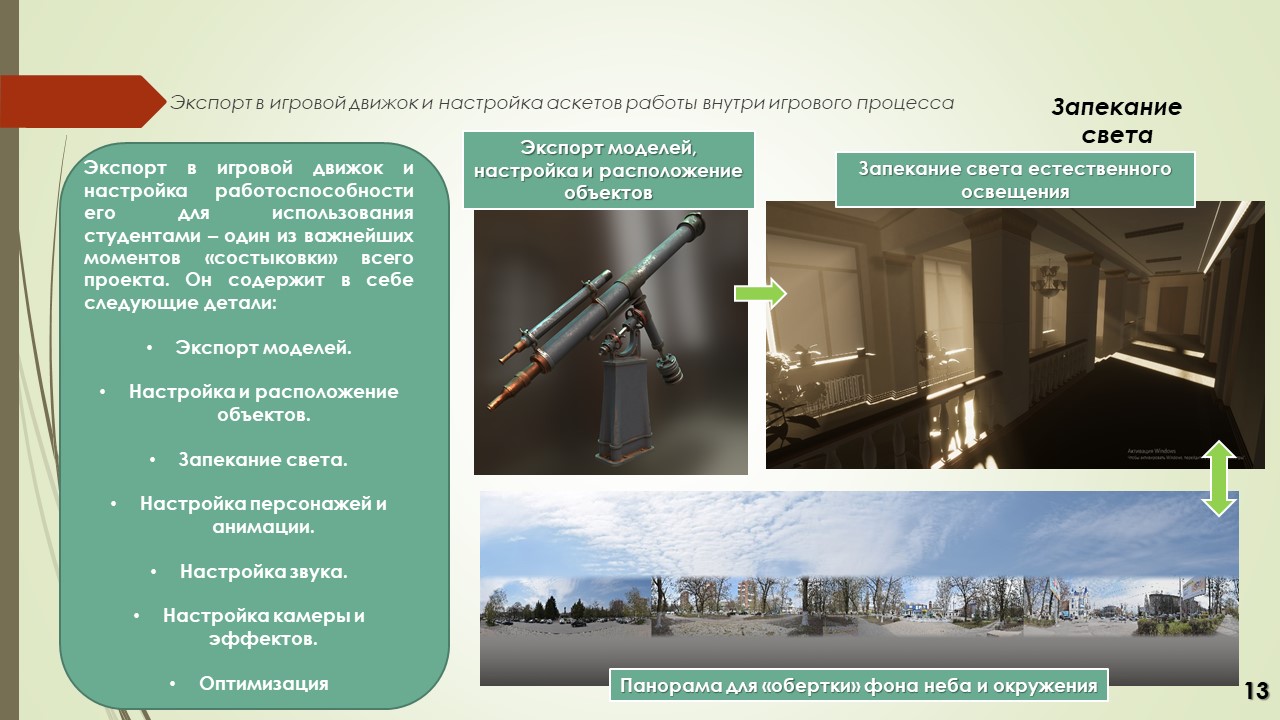 Экспорт в игровой движок и настройка аскетов работы внутри игрового процесса
Запекание
света
Экспорт в игровой движок и
настройка работоспособности
его для использования
студентами – один из важнейших
моментов «состыковки» всего
проекта. Он содержит в себе
следующие детали:
• Экспорт моделей.
• Настройка и расположение
объектов.
• Запекание света.
• Настройка персонажей и
анимации.
• Настройка звука.
• Настройка камеры и
эффектов.
• Оптимизация
Экспорт моделей,
настройка и расположение
объектов
Запекание света естественного
освещения
Активация Windows
Панорама для «обертки» фона неба и окружения
13